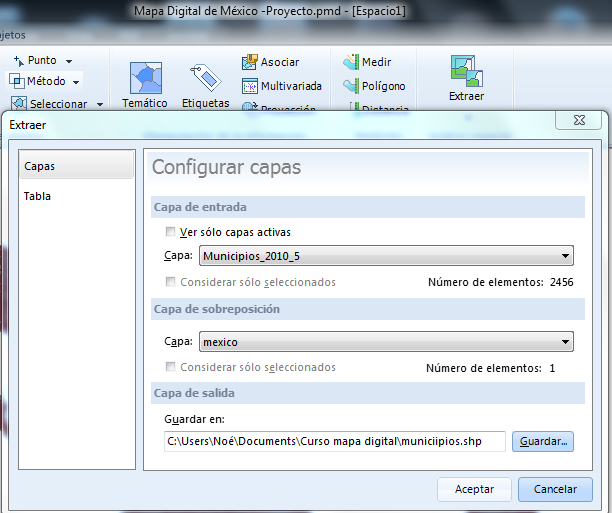 Mapa Digital de México -Proyecto.pmd - [Espacio1]
jetos
Punto
Método
Seleccionar
Temático
Etiquetas
Asociar
Multivariada
Proyección
Medir
Polígono
Distancia
Extraer
Extraer
Capas
Tabla
Configurar capas
Capa de entrada
Ver sólo capas activas
Capa: Municipios_2010_5
Considerar sólo seleccionados Número de elementos: 2456
Capa de sobreposición
Capa: mexico
Considerar sólo seleccionados Número de elementos: 1
Capa de salida
Guardar en:
C:\Users\Noé\Documents\Curso mapa digital\municiipios.shp Guardar...
Aceptar Cancelar